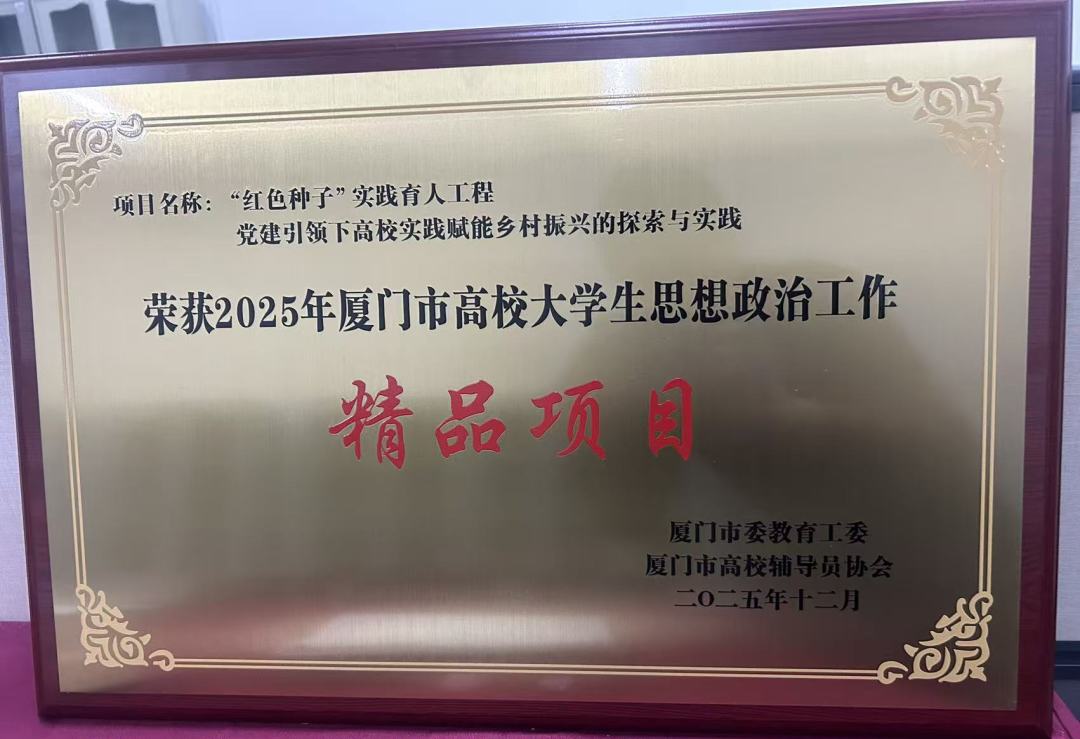 项目名称：“红色种子”实践育人工程
党建引领下高校实践赋能乡村振兴的探索与实践
荣获2025年厦门市高校大学生思想政治工作
精品项目
厦门市委教育工委
厦门市高校辅导员协会
二〇二五年十二月